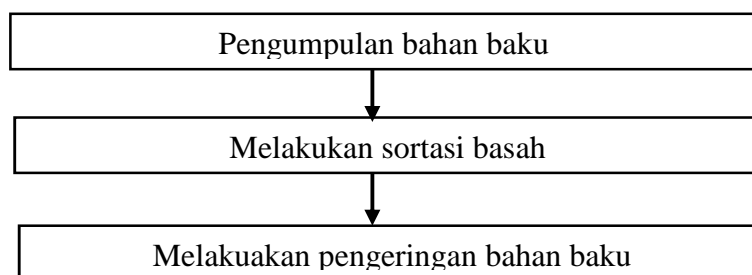 Pengumpulan bahan baku
Melakukan sortasi basah
Melakuakan pengeringan bahan baku